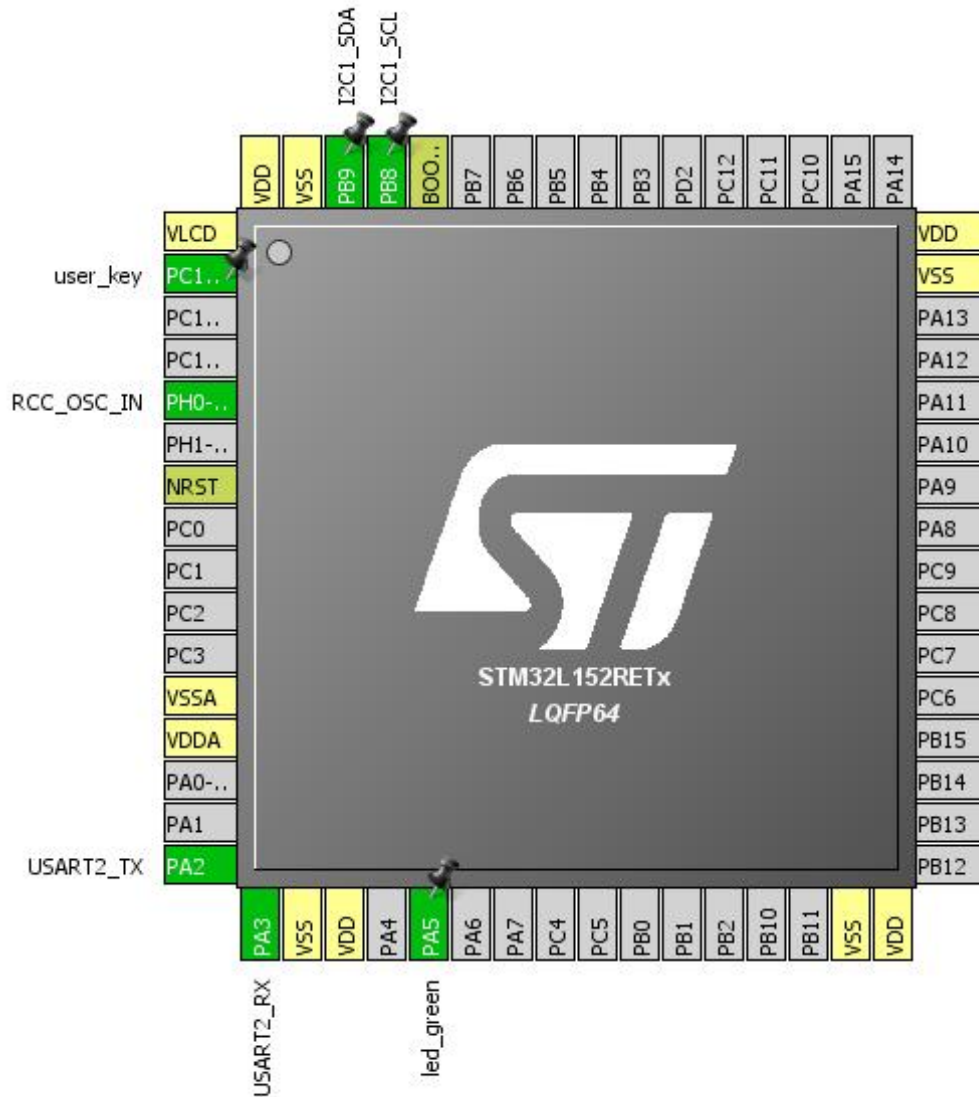 I2C1_SDA
I2C1_SCL
VDD
VSS
PB9
PB8
BOO..
PB7
PB6
PB5
PB4
PB3
PD2
PC12
PC11
PC10
PA15
PA14
VLCD
user_key
PC1..
PC1..
PC1..
RCC_OSC_IN
PH0-..
PH1-..
NRST
PC0
PC1
PC2
PC3
VSSA
VDDA
PA0-..
PA1
USART2_TX
PA2
VDD
VSS
PA13
PA12
PA11
PA10
PA9
PA8
PC9
PC8
PC7
PC6
PB15
PB14
PB13
PB12
ST
STM32L152RETx
LQFP64
PA3
VSS
VDD
PA4
PA5
PA6
PA7
PC4
PC5
PB0
PB1
PB2
PB10
PB11
VSS
VDD
USART2_RX
led_green